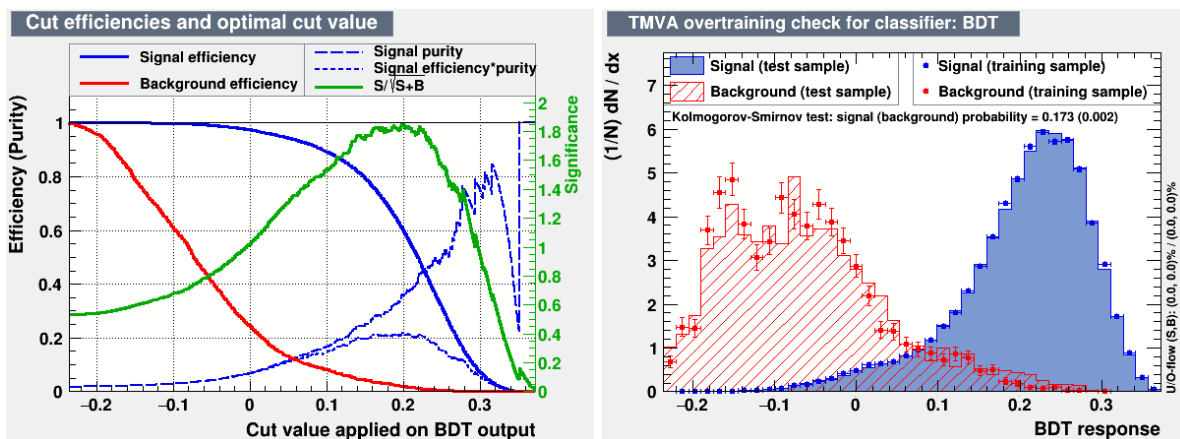 Cut efficiencies and optimal cut value
Signal efficiency
Background efficiency
Signal purity
Signal efficiency*purity
S/√S+B
Efficiency (Purity)
1
0.8
0.6
0.4
0.2
0
−0.2 −0.1 0 0.1 0.2 0.3
Cut value applied on BDT output
2
1.8
1.6
1.4
1.2
1
0.8
0.6
0.4
0.2
0
Significance
TMVA overtraining check for classifier: BDT
Signal (test sample)
Background (test sample)
Signal (training sample)
Background (training sample)
Kolmogorov-Smirnov test: signal (background) probability = 0.173 (0.002)
(1/N) dN / dx
7
6
5
4
3
2
1
0
−0.2 −0.1 0 0.1 0.2 0.3
BDT response
U/O-flow (S,B): (0.0, 0.0)% / (0.0, 0.0)%